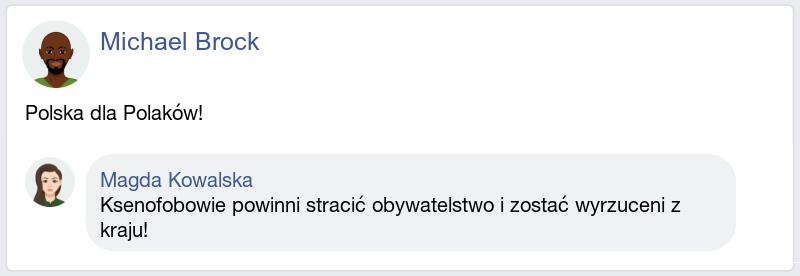 Michael Brock
Polska dla Polaków!
Magda Kowalska
Ksenofobowie powinni stracić obywatelstwo i zostać wyrzuceni z
kraju!